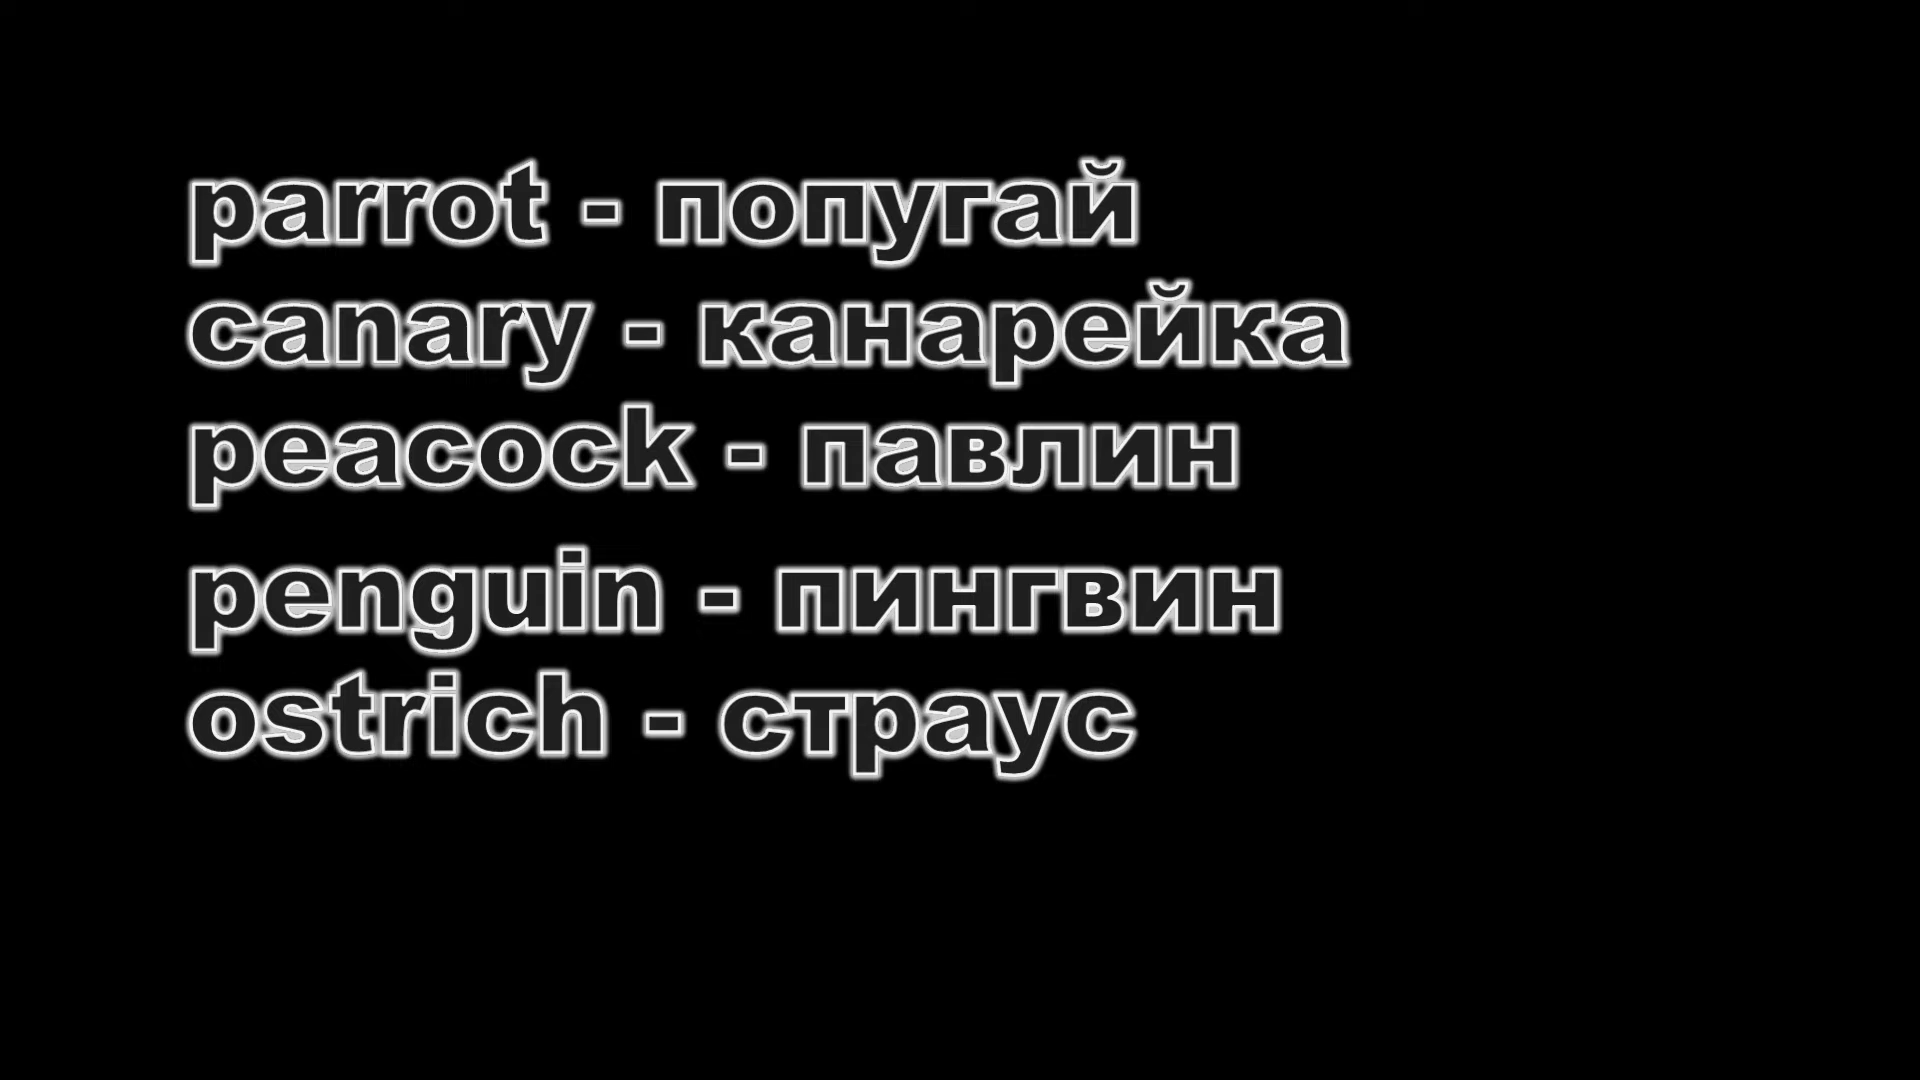 parrot - попугай
canary - канарейка
peacock - павлин
penguin - пингвин
ostrich - страус